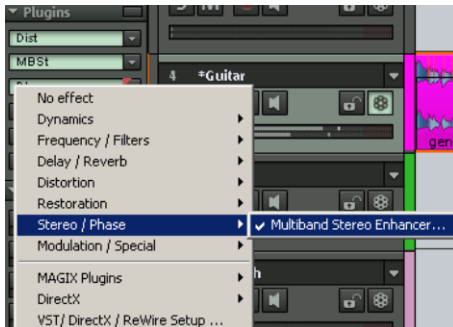 Plugins
S M
Dist
MBSt
4 *Guitar
No effect
Dynamics
Frequency / Filters
Delay / Reverb
Distortion
Restoration
Stereo / Phase
Multiband Stereo Enhancer...
Modulation / Special
MAGIX Plugins
DirectX
VST/ DirectX / ReWire Setup ...
gen
h